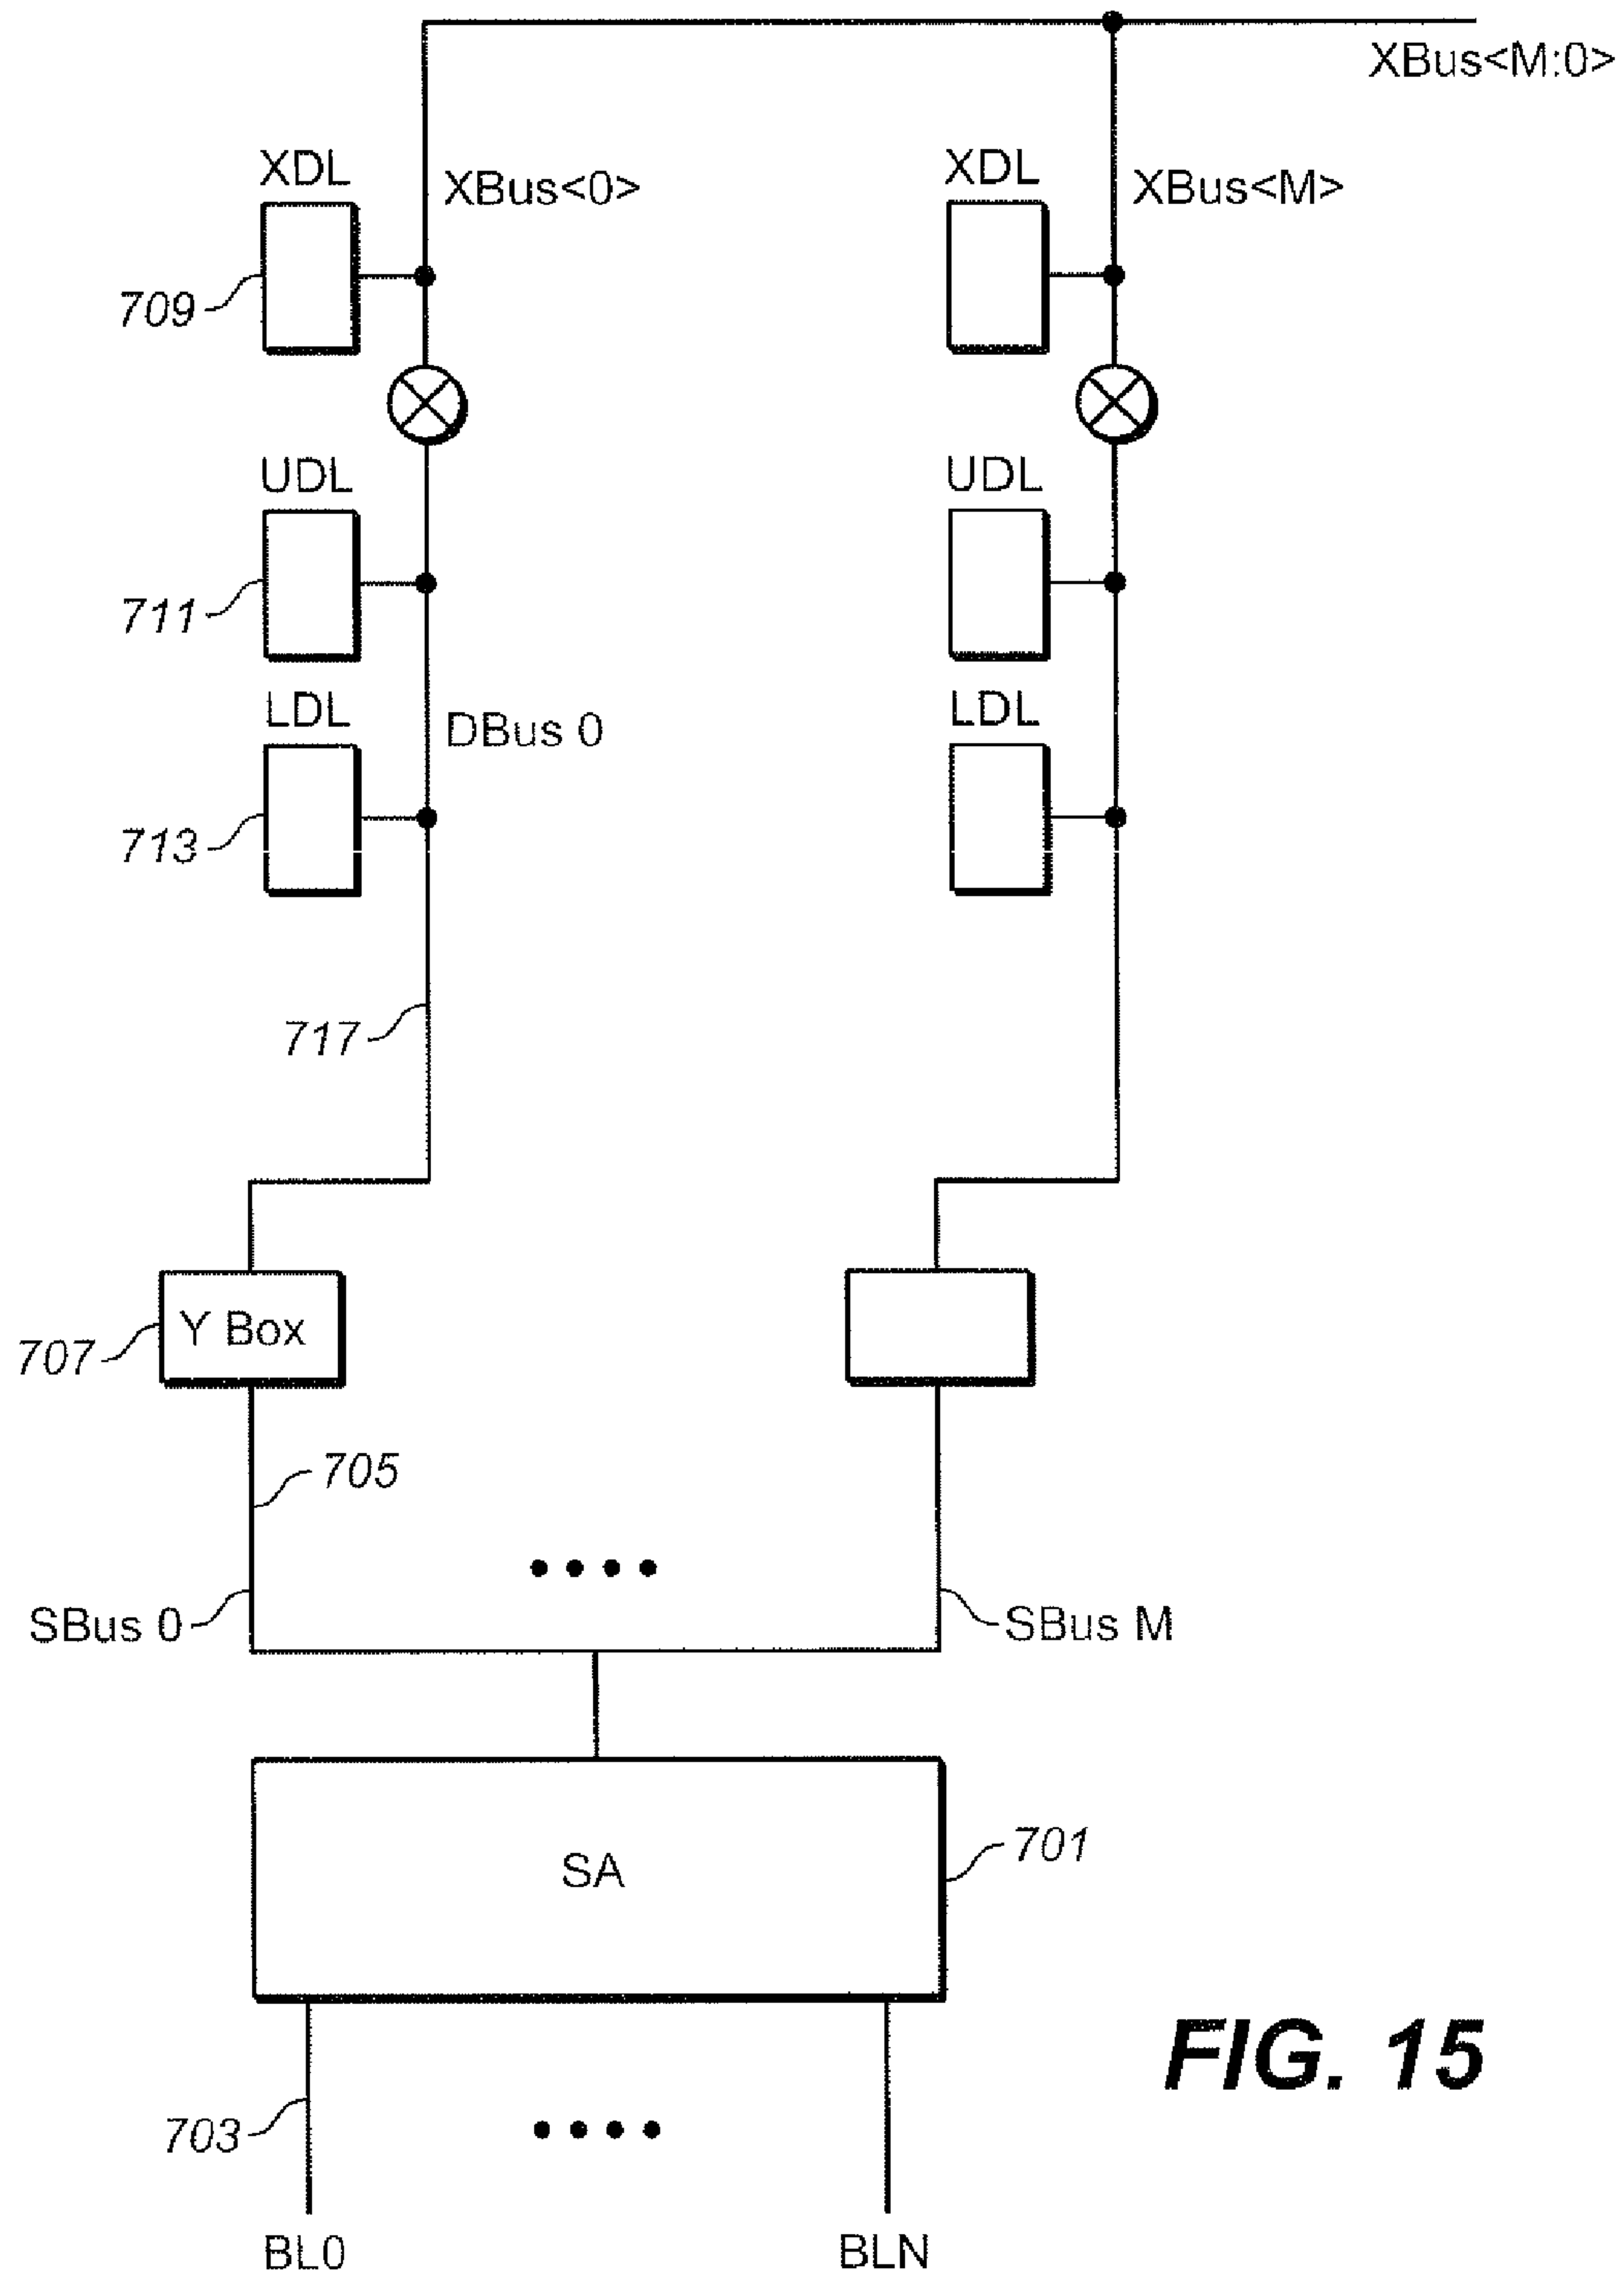 XBus<M:0>
XDL
XBus<0>
XDL
XBus<M>
709
UDL
UDL
711
LDL
DBus 0
LDL
713
717
Y Box
707
705
SBus 0
SBus M
SA
701
703
BL0
BLN
FIG. 15